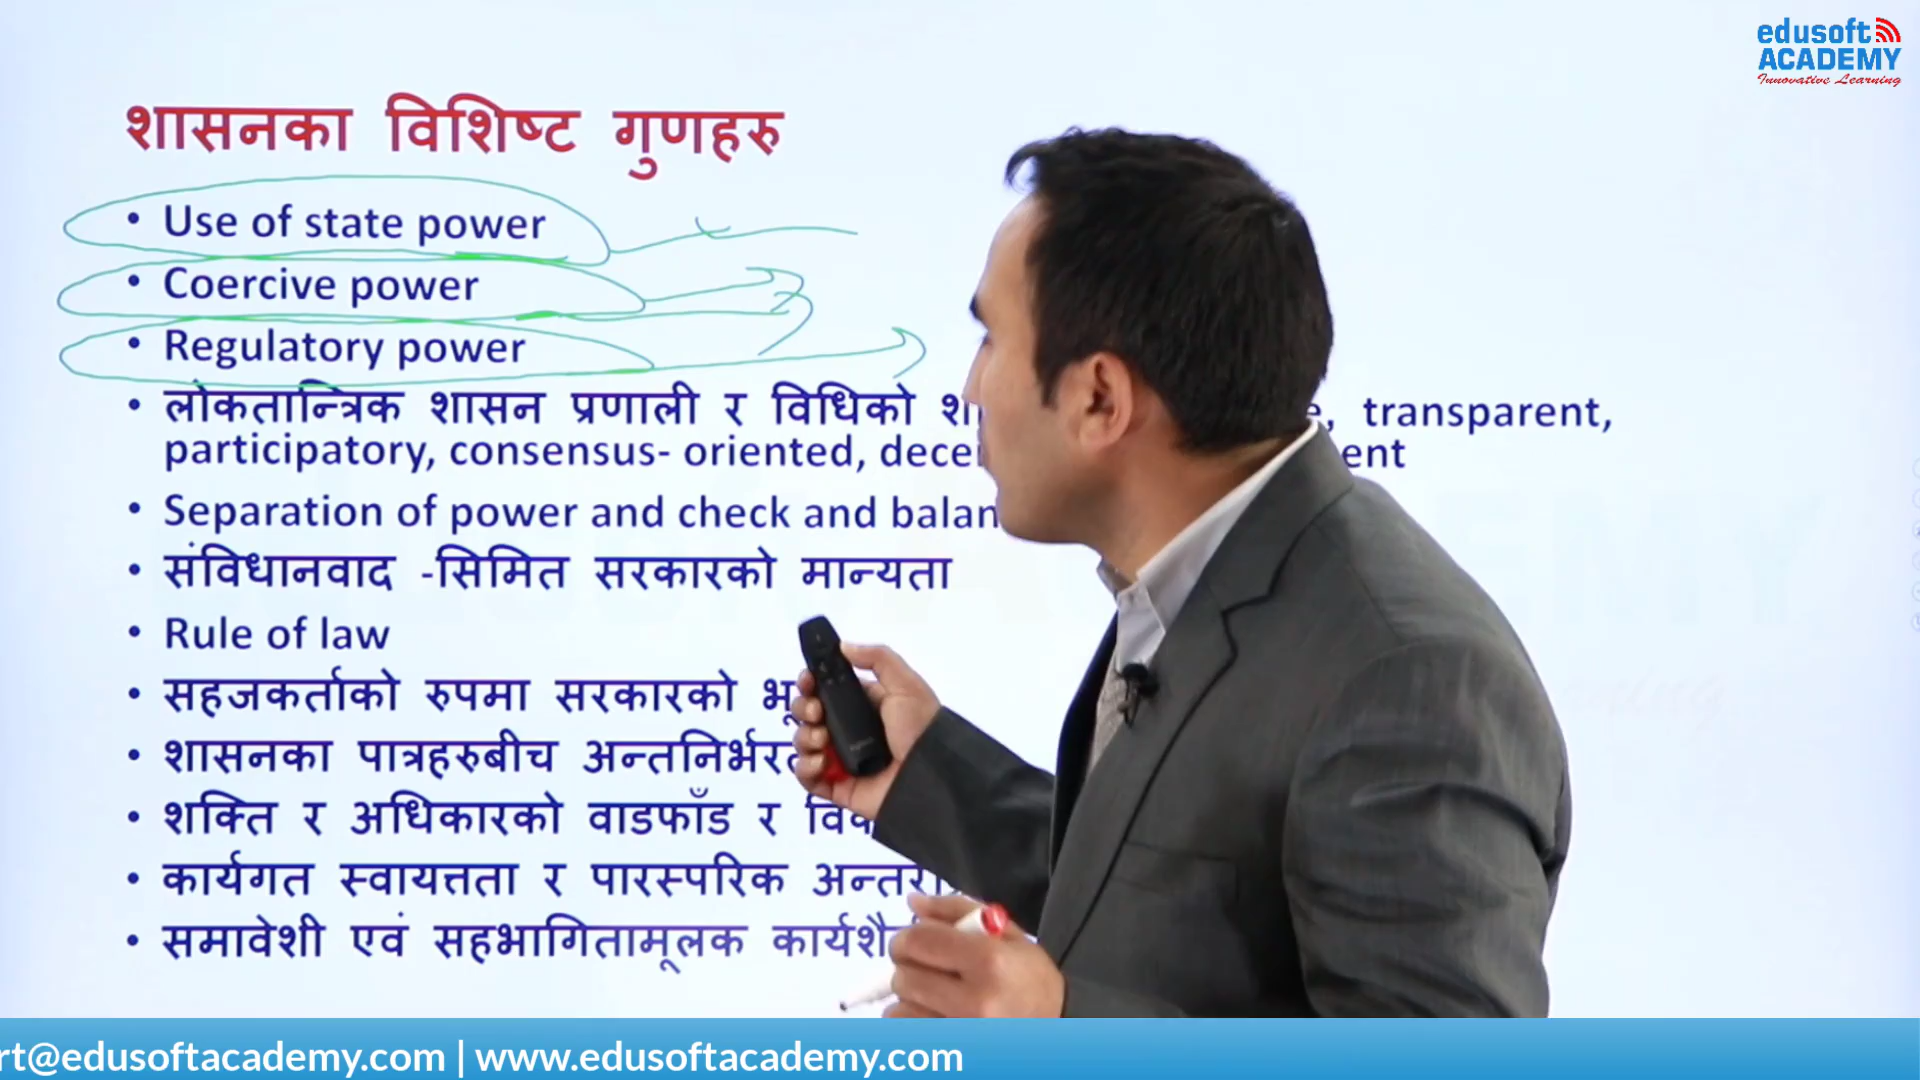 edusoft
ACADEMY
Innovative Learning
शासनका विशिष्ट गुणहरु
• Use of state power
• Coercive power
• Regulatory power
• लोकतान्त्रिक शासन प्रणाली र विधिको transparent,
participatory, consensus- oriented,
• Separation of power and check and
• संविधानवाद -सिमित सरकारको मान्यता
• Rule of law
• सहजकर्ताको रुपमा सरकारको
• शासनका पात्रहरुबीच
• शक्ति र अधिकारको वाडफाँड र
• कार्यगत स्वायत्तता र पारस्परिक
• समावेशी एवं सहभागितामूलक
rt@edusoftacademy.com | www.edusoftacademy.com